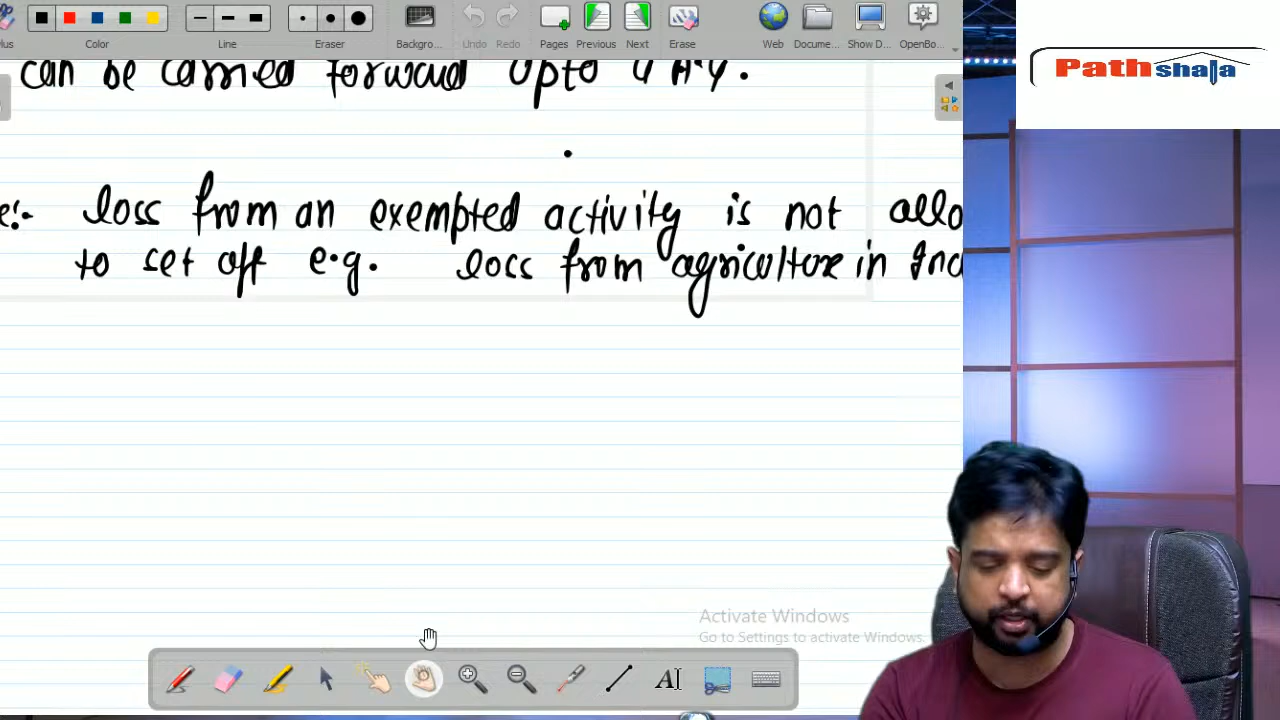 Color
Line
Eraser
Backgro...
Undo
Redo
Pages
Previous
Next
Erase
Web
Docume...
Show D...
OpenBo...
Path shala
can be carried forward Upto 4 A.Y.
loss from an exempted activity is not allo
to set off e.g. loss from agriculture in Ind
Activate Windows
Go to Settings to activate Windows.